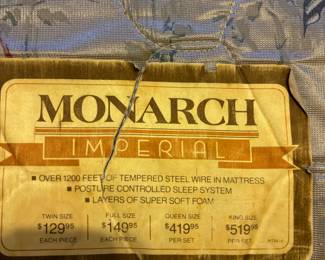 MONARCH
IMPERIAL
■ OVER 1200 FEET OF TEMPERED STEEL WIRE IN MATTRESS
■ POSTURE CONTROLLED SLEEP SYSTEM
■ LAYERS OF SUPER SOFT FOAM
TWIN SIZE FULL SIZE QUEEN SIZE KING SIZE
$129.95 $149.95 $419.95 $519.95
EACH PIECE EACH PIECE PER SET PER SET